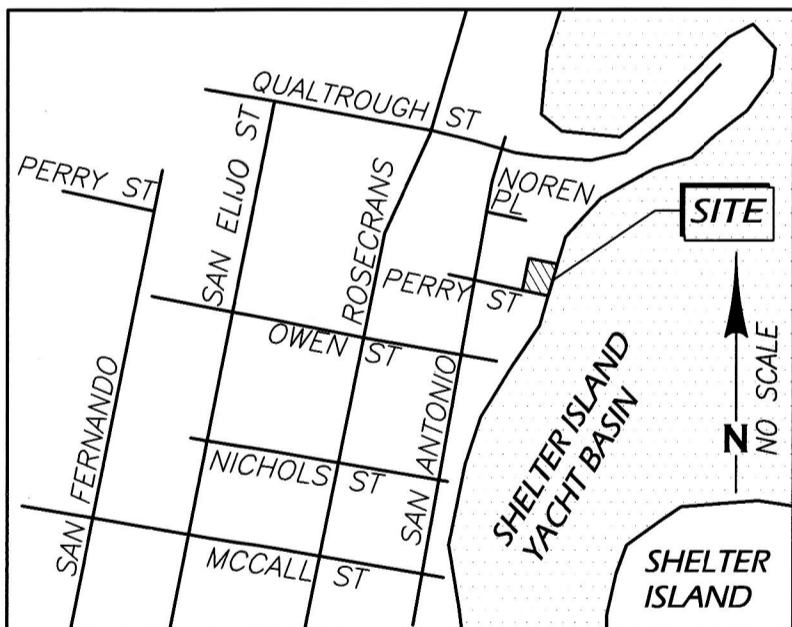 QUALTROUGH ST
PERRY ST
SAN ELIJO ST
ROSECRANS
NOREN
PL
SITE
PERRY ST
OWEN ST
SAN FERNANDO
SAN ANTONIO
NICHOLS ST
MCCALL ST
SHELTER ISLAND
YACHT BASIN
N
NO SCALE
SHELTER
ISLAND